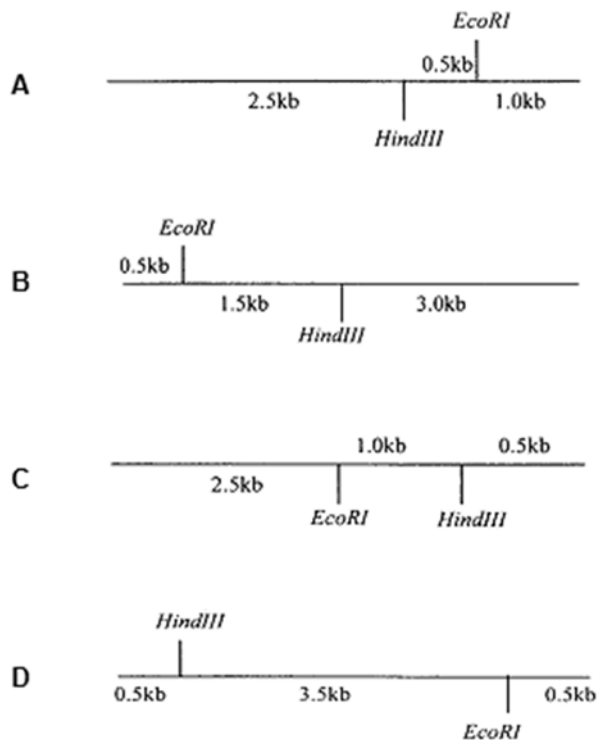 EcoRI
A
0.5kb
2.5kb
1.0kb
HindIII
EcoRI
B
0.5kb
1.5kb
3.0kb
HindIII
1.0kb
0.5kb
C
2.5kb
EcoRI
HindIII
HindIII
D
0.5kb
3.5kb
0.5kb
EcoRI